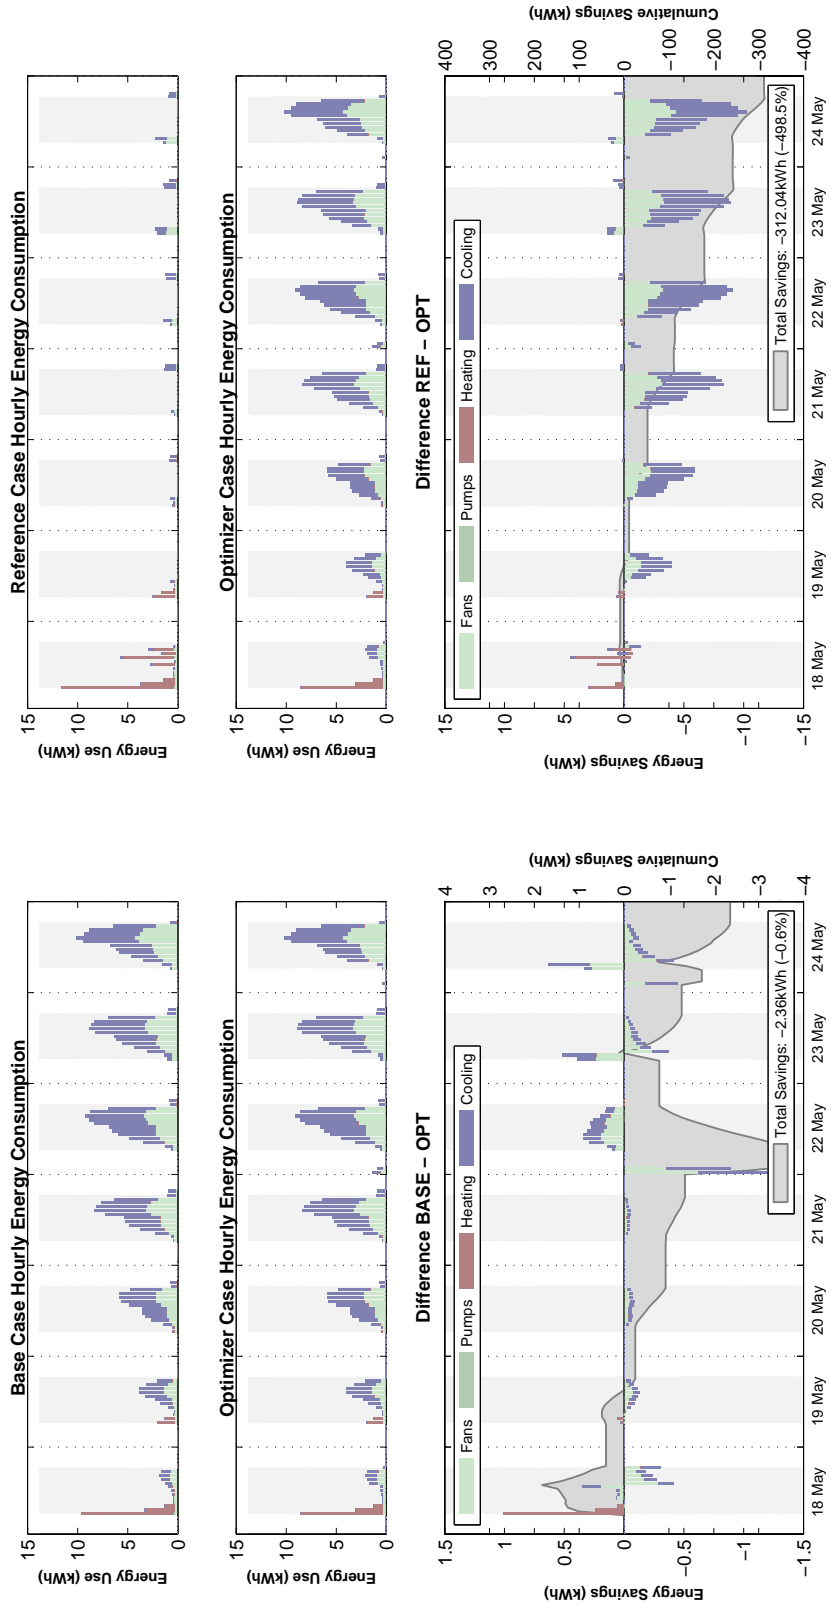 Base Case Hourly Energy Consumption
Energy Use (kWh)
15
10
5
0
Optimizer Case Hourly Energy Consumption
Energy Use (kWh)
15
10
5
0
Difference BASE − OPT
Energy Savings (kWh)
1.5
1
0.5
0
−0.5
−1
−1.5
Fans Pumps Heating Cooling
Total Savings: −2.36kWh (−0.6%)
Cumulative Savings (kWh)
4
3
2
1
0
−1
−2
−3
−4
18 May 19 May 20 May 21 May 22 May 23 May 24 May
Reference Case Hourly Energy Consumption
Energy Use (kWh)
15
10
5
0
Optimizer Case Hourly Energy Consumption
Energy Use (kWh)
15
10
5
0
Difference REF − OPT
Energy Savings (kWh)
15
10
5
0
−5
−10
−15
Fans Pumps Heating Cooling
Total Savings: −312.04kWh (−498.5%)
Cumulative Savings (kWh)
400
300
200
100
0
−100
−200
−300
−400
18 May 19 May 20 May 21 May 22 May 23 May 24 May